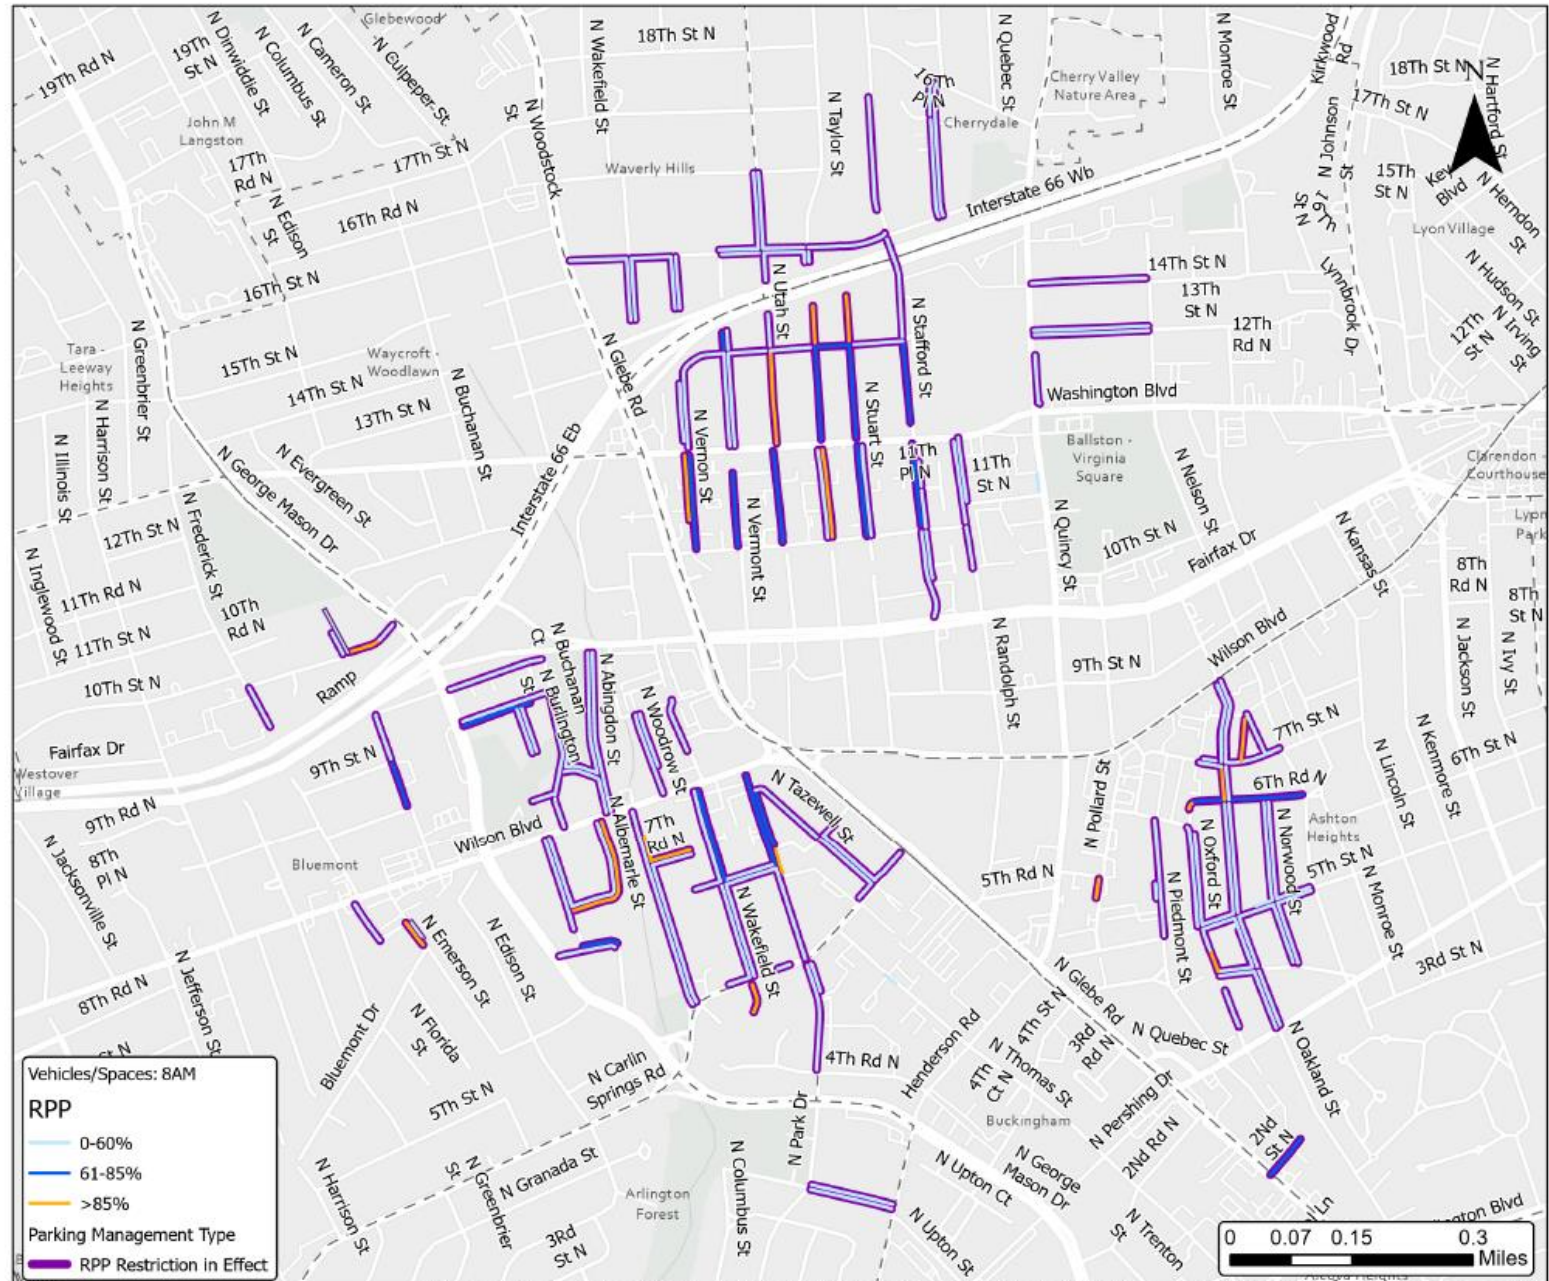 Glebewood
19Th Rd N
19Th
St N
N Dinwiddie St
N Columbus St
N Cameron St
N Culpeper St
N Woodstock
St
N Wakefield St
18Th St N
N Taylor St
16Th
Pl N
Cherrydale
N Quebec St
Cherry Valley
Nature Area
N Monroe St
Kirkwood
Rd
18Th St N
N
N Hartford St
17Th St N
N Johnson
St
15Th
St N
Key
Blvd
N Herndon
St
16Th
St N
Lyon Village
John M
Langston
17Th
Rd N
17Th St N
Waverly Hills
N Edison
St
16Th Rd N
16Th St N
Interstate 66 Wb
N Utah St
14Th St N
13Th
St N
12Th
Rd N
Lynnbrook Dr
N Hudson St
N Irving
St
12Th
St N
N Greenbrier St
Tara -
Leeway
Heights
15Th St N
Waycroft -
Woodlawn
14Th St N
13Th St N
N Buchanan St
N Glebe Rd
N Stafford St
Washington Blvd
N Illinois St
N Harrison St
N Vernon St
N Stuart St
11Th
Pl N
11Th
St N
Ballston -
Virginia
Square
N Nelson St
Clarendon -
Courthouse
N George Mason Dr
N Evergreen St
Interstate 66 Eb
12Th St N
N Frederick St
N Vermont St
N Quincy St
10Th St N
Fairfax Dr
N Kansas St
Lyon
Park
N Inglewood St
11Th Rd N
10Th
Rd N
11Th St N
8Th
Rd N
8Th
St N
10Th St N
Ramp
Ct
N Buchanan
St
N Burlington
N Abingdon St
N Woodrow St
N Randolph St
9Th St N
Wilson Blvd
N Jackson St
N Ivy St
Fairfax Dr
Westover
Village
9Th St N
7Th St N
6Th St N
N Kenmore St
N Lincoln St
9Th Rd N
Wilson Blvd
N Albemarle St
7Th
Rd N
N Tazewell St
N Pollard St
6Th Rd N
Ashton
Heights
N Jacksonville St
8Th
Pl N
Bluemont
5Th Rd N
N Oxford St
N Norwood St
5Th St N
N Monroe St
N Piedmont St
N Wakefield St
N Emerson St
N Edison St
3Rd St N
8Th Rd N
N Jefferson St
Bluemont Dr
N Florida
St
N Glebe Rd
N Quebec St
4Th St N
3Rd
Rd N
N Oakland St
St N
N Carlin
Springs Rd
4Th Rd N
Henderson Rd
N Thomas St
4Th
Ct N
5Th St N
N Park Dr
Buckingham
N Pershing Dr
2Nd Rd N
2Nd
St N
N Harrison St
N Greenbrier
St
N Granada St
3Rd
St N
Arlington
Forest
N Columbus St
N Upton Ct
N George
Mason Dr
N Upton St
N Trenton
St
Vehicles/Spaces: 8AM
RPP
0-60%
61-85%
>85%
Parking Management Type
RPP Restriction in Effect
0 0.07 0.15 0.3
Miles